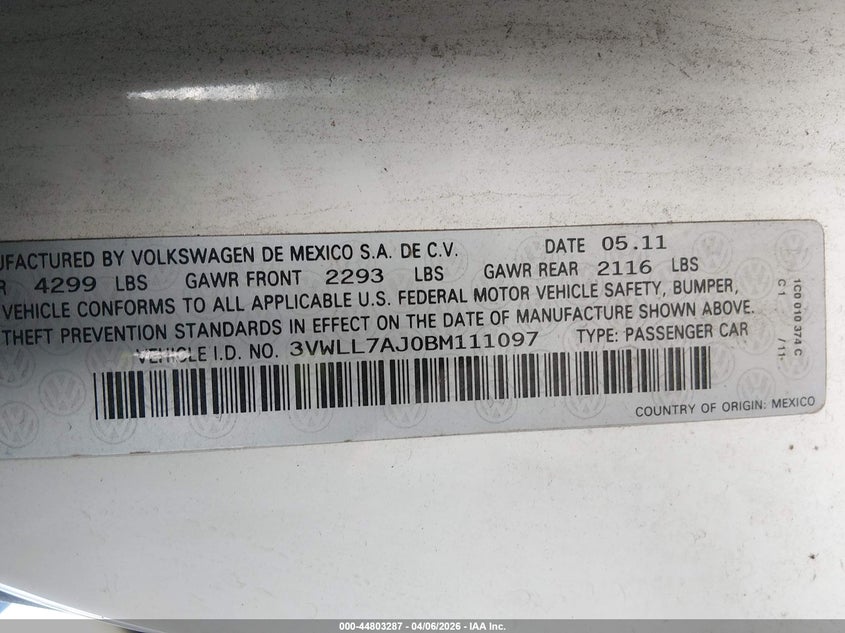 UFACTURED BY VOLKSWAGEN DE MEXICO S.A. DE C.V. DATE 05.11
R 4299 LBS GAWR FRONT 2293 LBS GAWR REAR 2116 LBS
VEHICLE CONFORMS TO ALL APPLICABLE U.S. FEDERAL MOTOR VEHICLE SAFETY, BUMPER,
THEFT PREVENTION STANDARDS IN EFFECT ON THE DATE OF MANUFACTURE SHOWN ABOVE.
VEHICLE I.D. NO. 3VWLL7AJ0BM111097 TYPE: PASSENGER CAR
COUNTRY OF ORIGIN: MEXICO
1C0 010 374 C
C1 /11.
000-44803287 - 04/06/2026 - IAA Inc.